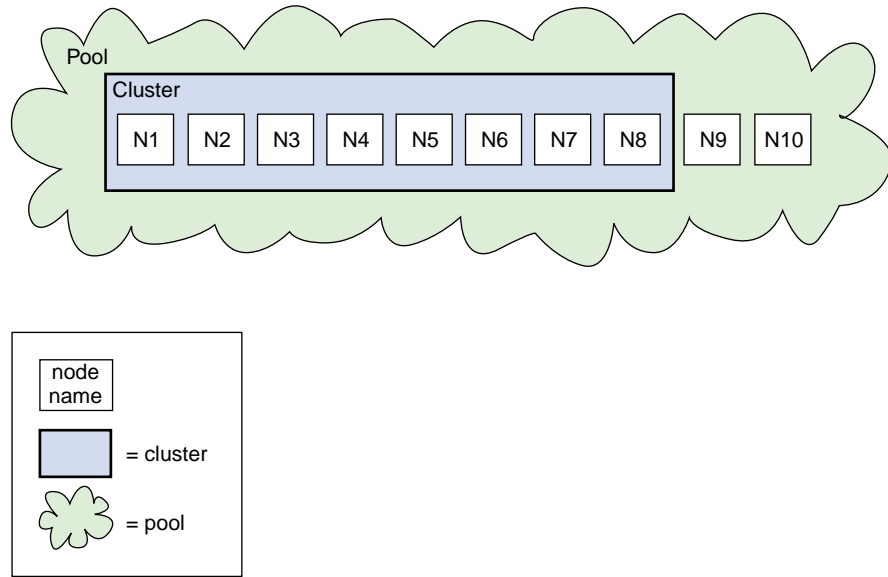 Pool
Cluster
N1 N2 N3 N4 N5 N6 N7 N8 N9 N10
node
name
= cluster
= pool